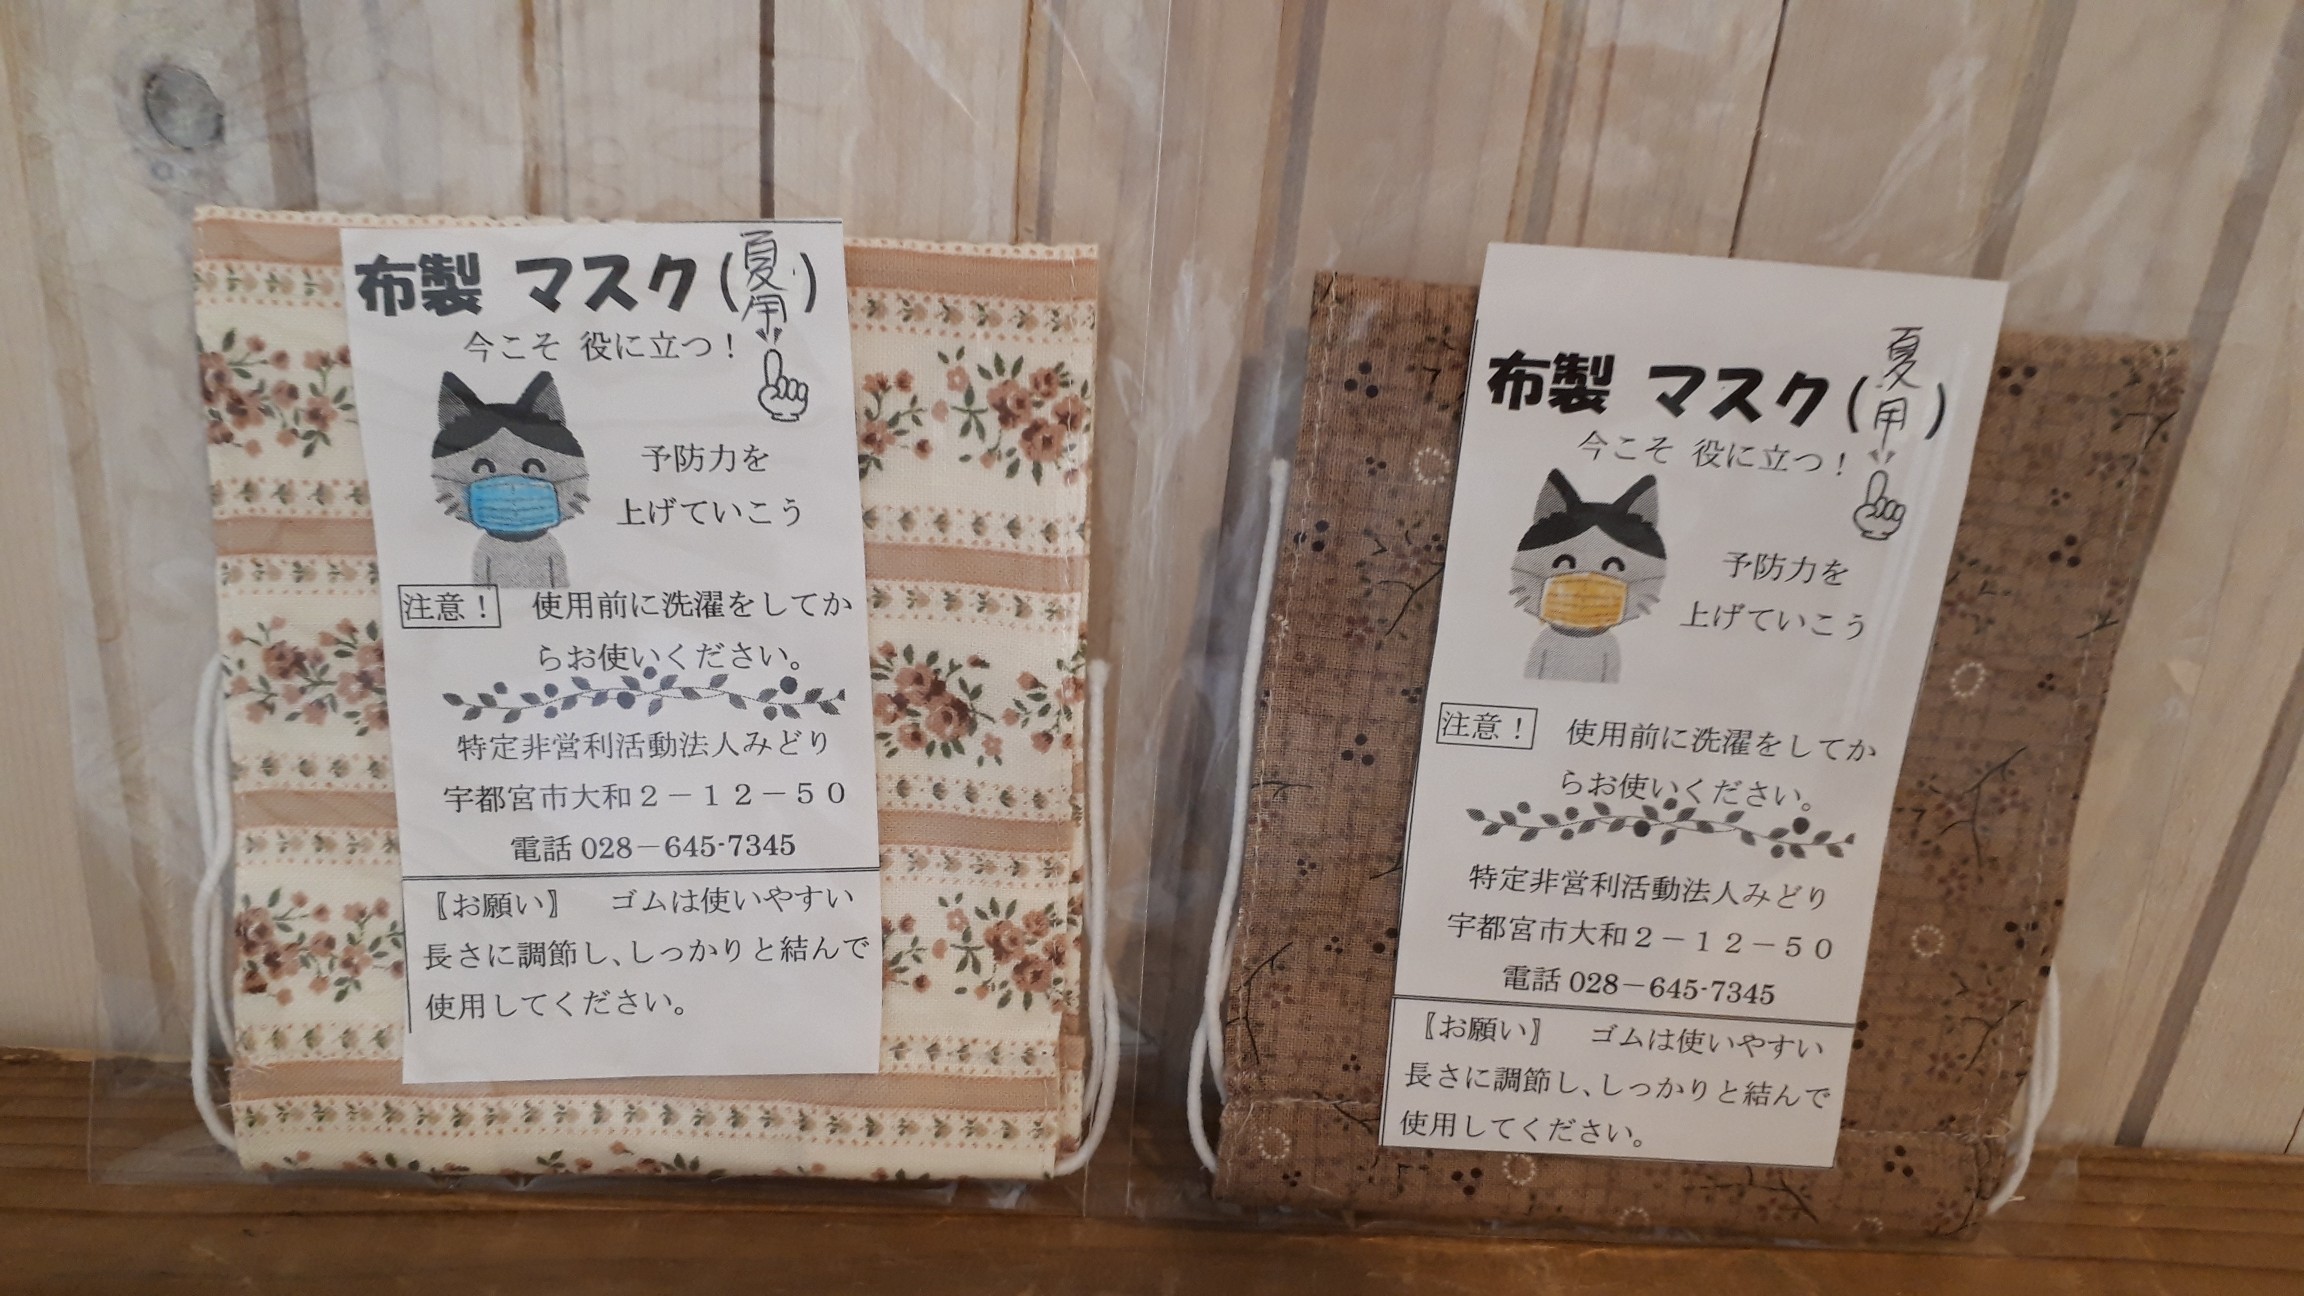 布製 マスク(夏用)
今こそ 役に立つ!
予防力を
上げていこう
注意! 使用前に洗濯をしてか
らお使いください。
特定非営利活動法人みどり
宇都宮市大和2-12-50
電話 028-645-7345
〖お願い〗 ゴムは使いやすい
長さに調節し、しっかりと結んで
使用してください。
布製 マスク(夏用)
今こそ 役に立つ!
予防力を
上げていこう
注意! 使用前に洗濯をしてか
らお使いください。
特定非営利活動法人みどり
宇都宮市大和2-12-50
電話 028-645-7345
〖お願い〗 ゴムは使いやすい
長さに調節し、しっかりと結んで
使用してください。